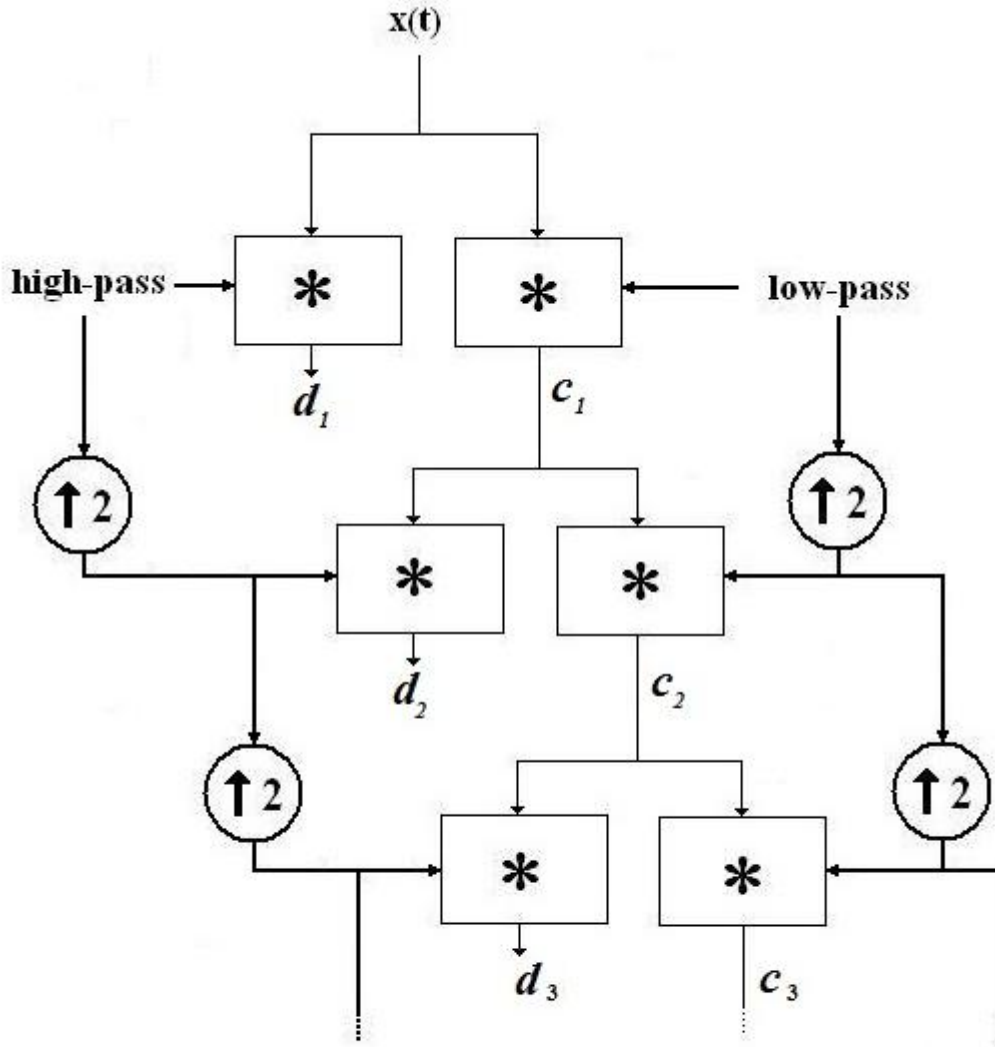 x(t)
high-pass
*
*
low-pass
d1
c1
↑ 2
↑ 2
*
*
d2
c2
↑ 2
↑ 2
*
*
d3
c3